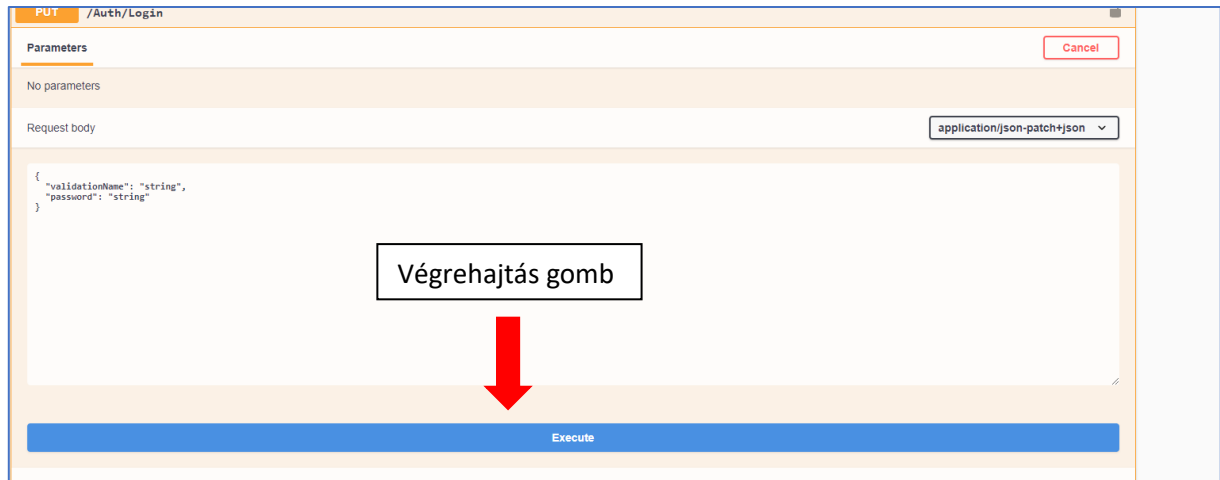 PUT /Auth/Login
Parameters
Cancel
No parameters
Request body
application/json-patch+json
{
"validationName": "string",
"password": "string"
}
Végrehajtás gomb
Execute